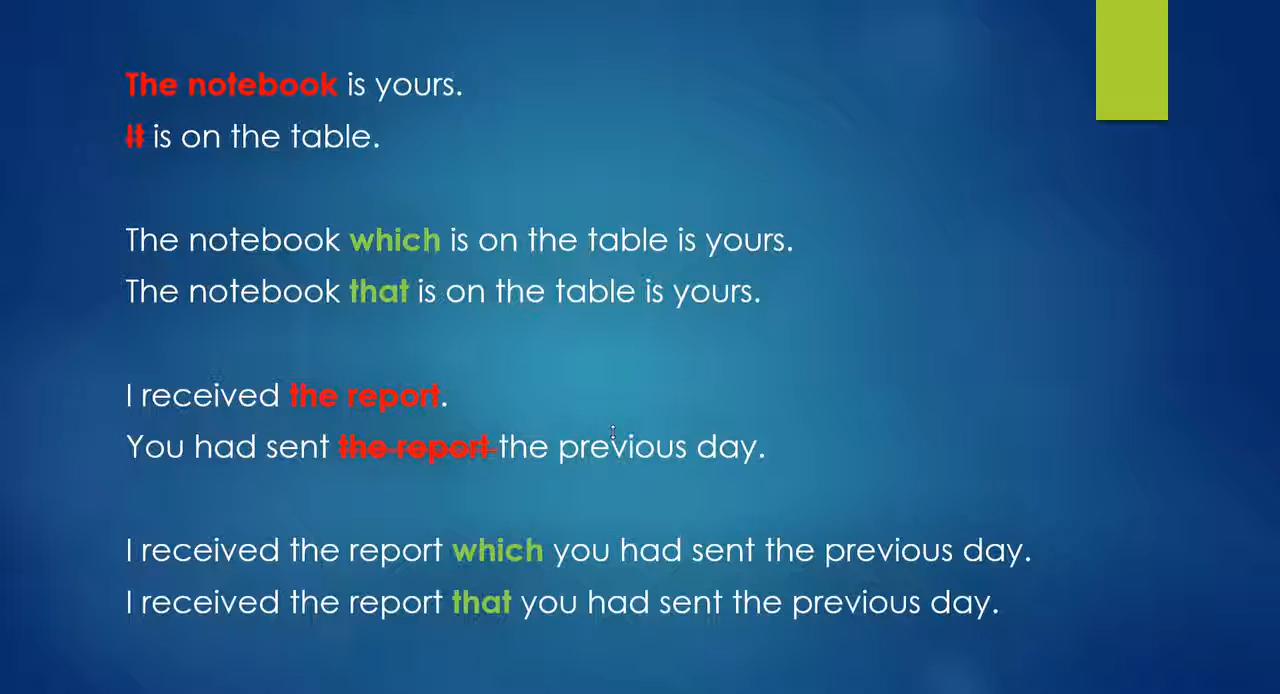 The notebook is yours.
It is on the table.
The notebook which is on the table is yours.
The notebook that is on the table is yours.
I received the report.
You had sent the report the previous day.
I received the report which you had sent the previous day.
I received the report that you had sent the previous day.